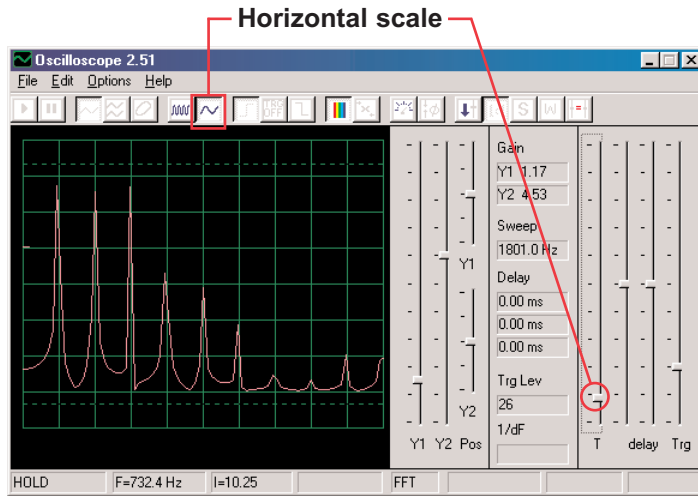 Horizontal scale
Oscilloscope 2.51
File Edit Options Help
TRG OFF
S
Gain
Y1 1.17
Y2 4.53
Sweep
1801.0 Hz
Delay
0.00 ms
0.00 ms
0.00 ms
Trg Lev
26
1/dF
Y1
Y2
Y1 Y2 Pos
T delay Trg
HOLD F=732.4 Hz I=10.25 FFT